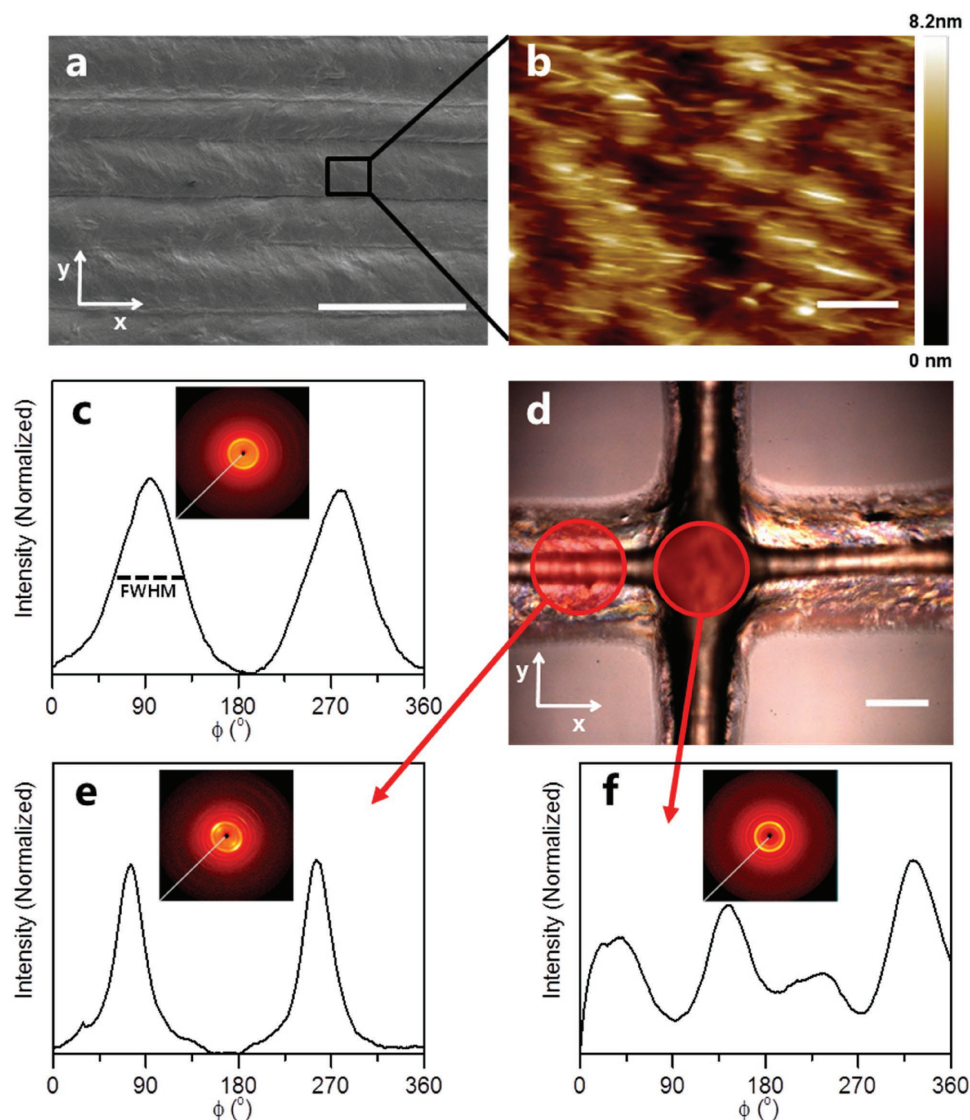 8.2nm
a
b
y
x
0 nm
c
Intensity (Normalized)
FWHM
0 90 180 270 360
ϕ (°)
d
y
x
e
Intensity (Normalized)
0 90 180 270 360
ϕ (°)
f
Intensity (Normalized)
0 90 180 270 360
ϕ (°)